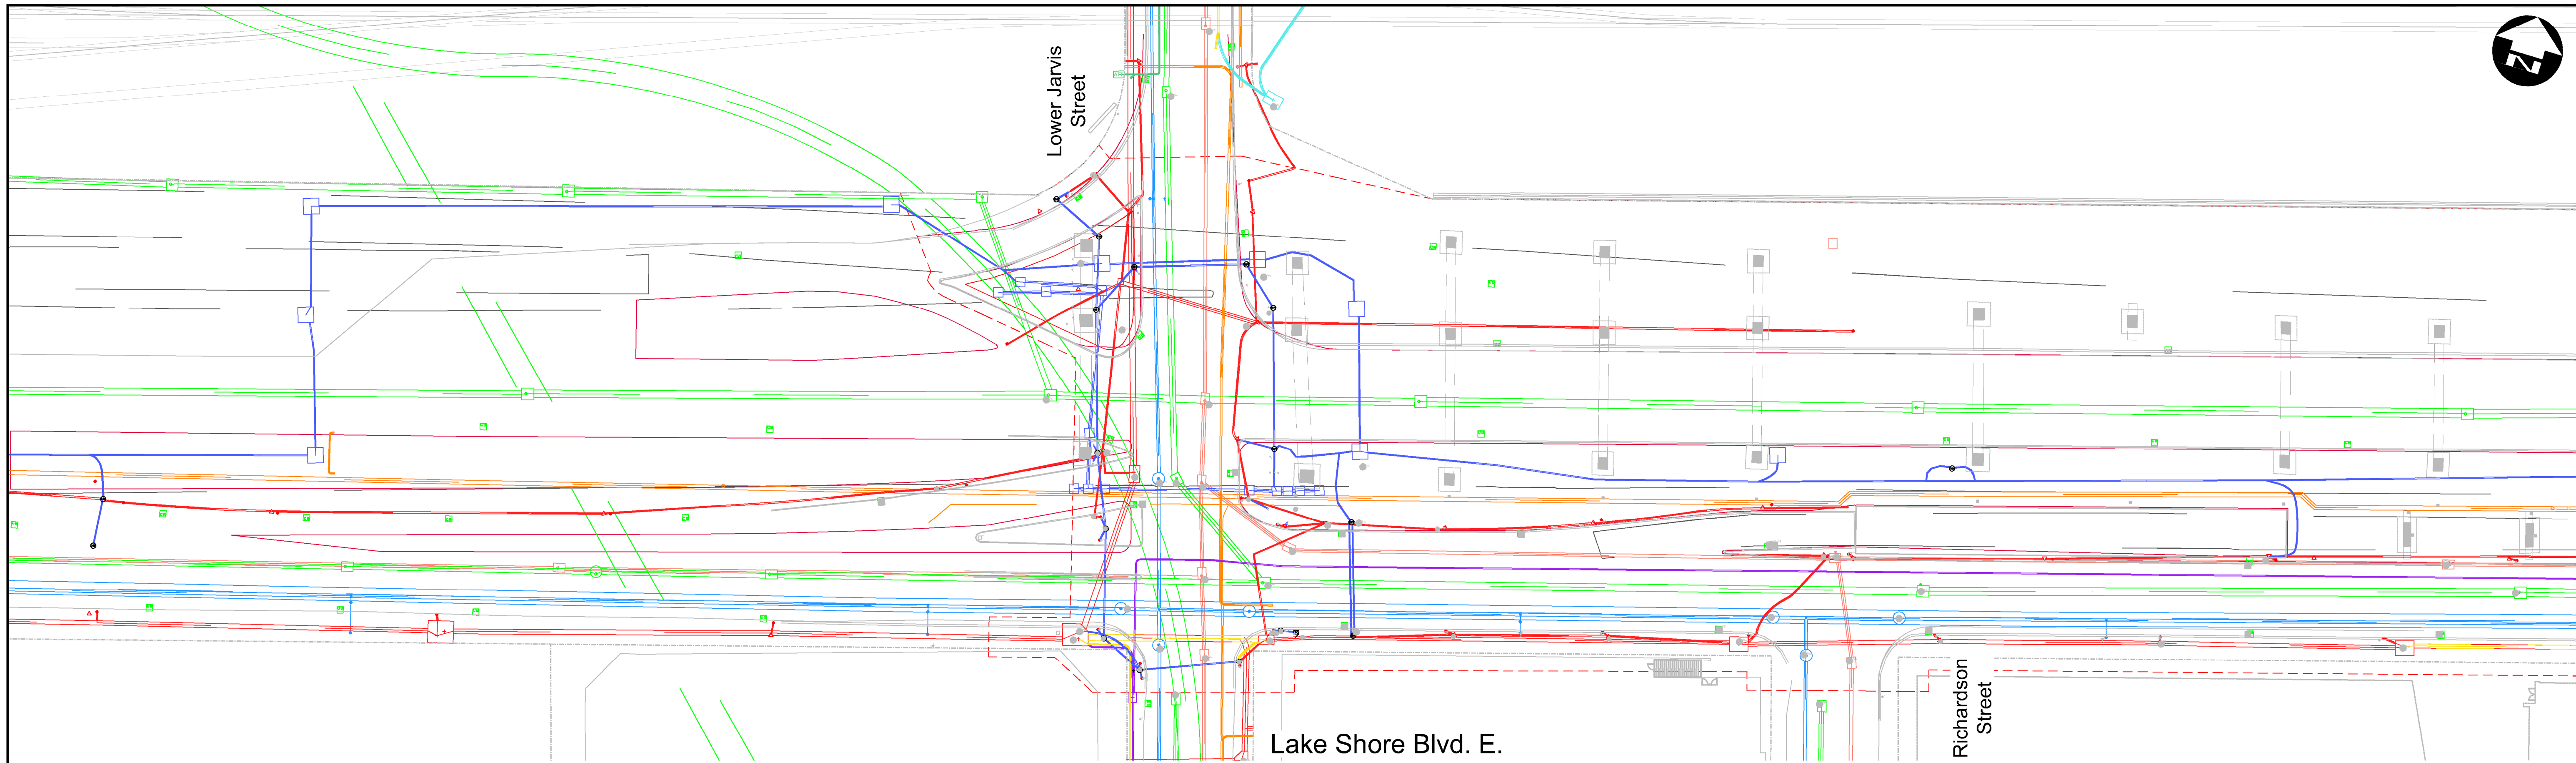 Lower Jarvis
Street
N
Lake Shore Blvd. E.
Richardson
Street